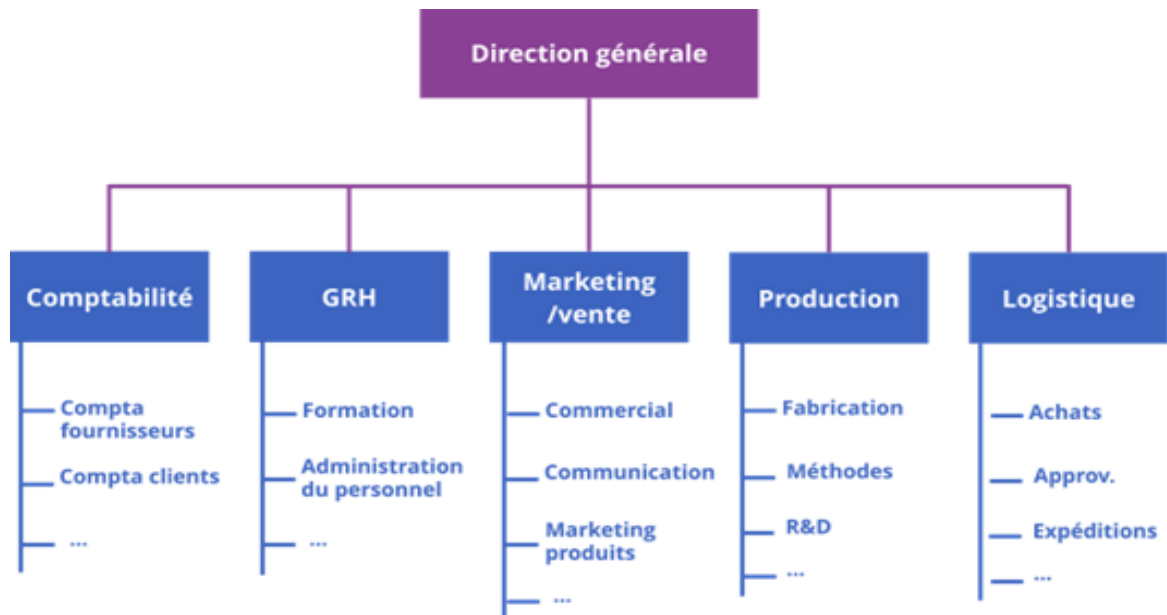 Direction générale
Comptabilité
GRH
Marketing
/vente
Production
Logistique
Compta
fournisseurs
Compta clients
...
Formation
Administration
du personnel
...
Commercial
Communication
Marketing
produits
...
Fabrication
Méthodes
R&D
...
Achats
Approv.
Expéditions
...